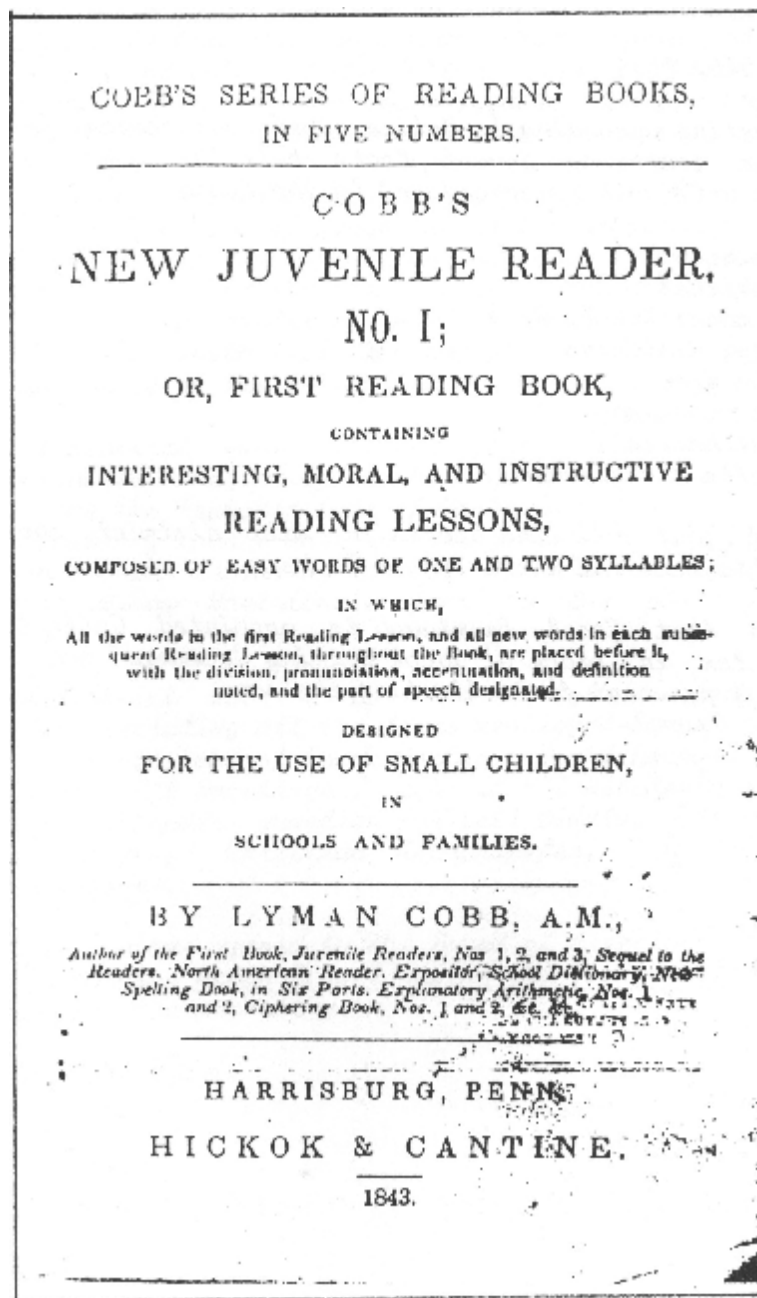 COBB'S SERIES OF READING BOOKS,
IN FIVE NUMBERS.
COBB'S
NEW JUVENILE READER,
NO. I;
OR, FIRST READING BOOK,
CONTAINING
INTERESTING, MORAL, AND INSTRUCTIVE
READING LESSONS,
COMPOSED OF EASY WORDS OF ONE AND TWO SYLLABLES;
IN WHICH,
All the words in the first Reading Lesson, and all new words in each subse-
quent Reading Lesson, throughout the Book, are placed before it,
with the division, pronunciation, accentuation, and definition
noted, and the part of speech designated.
DESIGNED
FOR THE USE OF SMALL CHILDREN,
IN
SCHOOLS AND FAMILIES.
BY LYMAN COBB, A.M.,
Author of the First Book, Juvenile Readers, Nos 1, 2, and 3, Sequel to the
Readers, North American Reader, Expositor, School Dictionary, New
Spelling Book, in Six Parts, Explanatory Arithmetic, Nos. 1
and 2, Ciphering Book, Nos. 1 and 2, &c. &c.
HARRISBURG, PENN.
HICKOK & CANTINE.
1843.